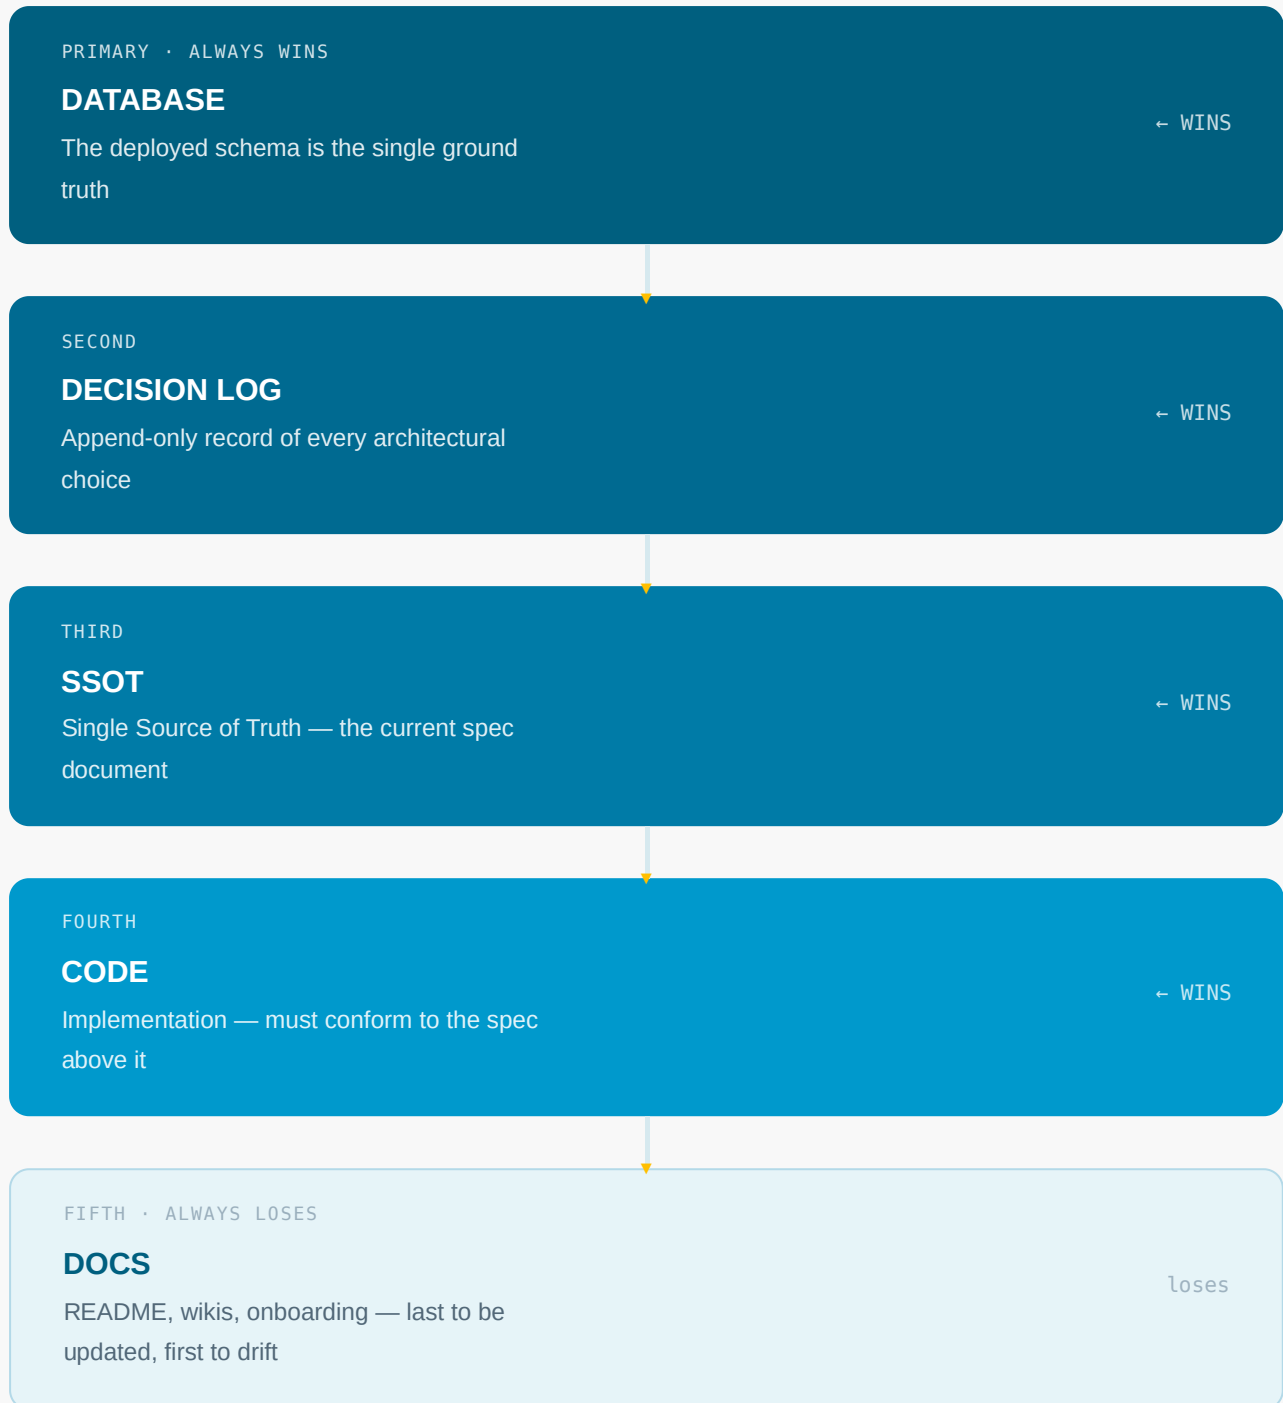 PRIMARY · ALWAYS WINS
DATABASE
The deployed schema is the single ground
truth
← WINS
SECOND
DECISION LOG
Append-only record of every architectural
choice
← WINS
THIRD
SSOT
Single Source of Truth — the current spec
document
← WINS
FOURTH
CODE
Implementation — must conform to the spec
above it
← WINS
FIFTH · ALWAYS LOSES
DOCS
README, wikis, onboarding — last to be
updated, first to drift
loses